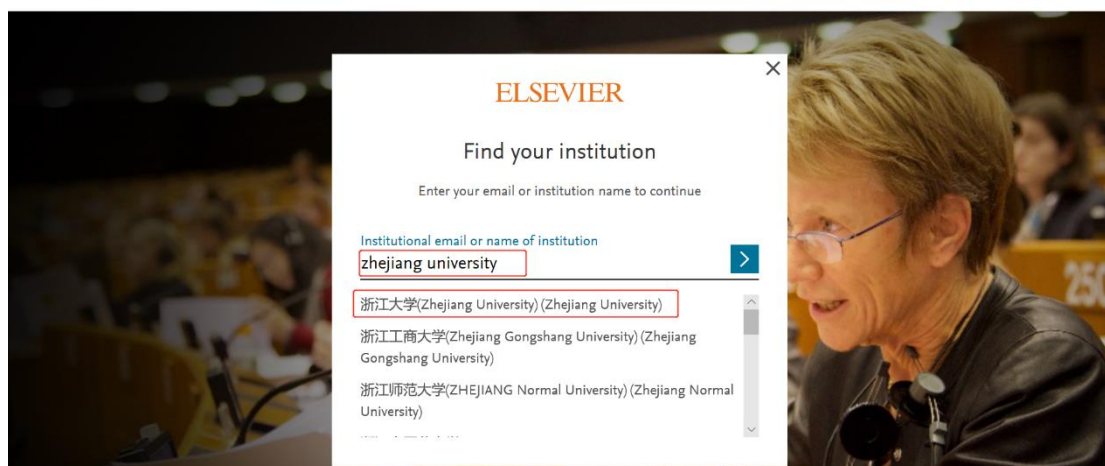 ELSEVIER
Find your institution
Enter your email or institution name to continue
Institutional email or name of institution
zhejiang university
浙江大学(Zhejiang University) (Zhejiang University)
浙江工商大学(Zhejiang Gongshang University) (Zhejiang
Gongshang University)
浙江师范大学(ZHEJIANG Normal University) (Zhejiang Normal
University)
250